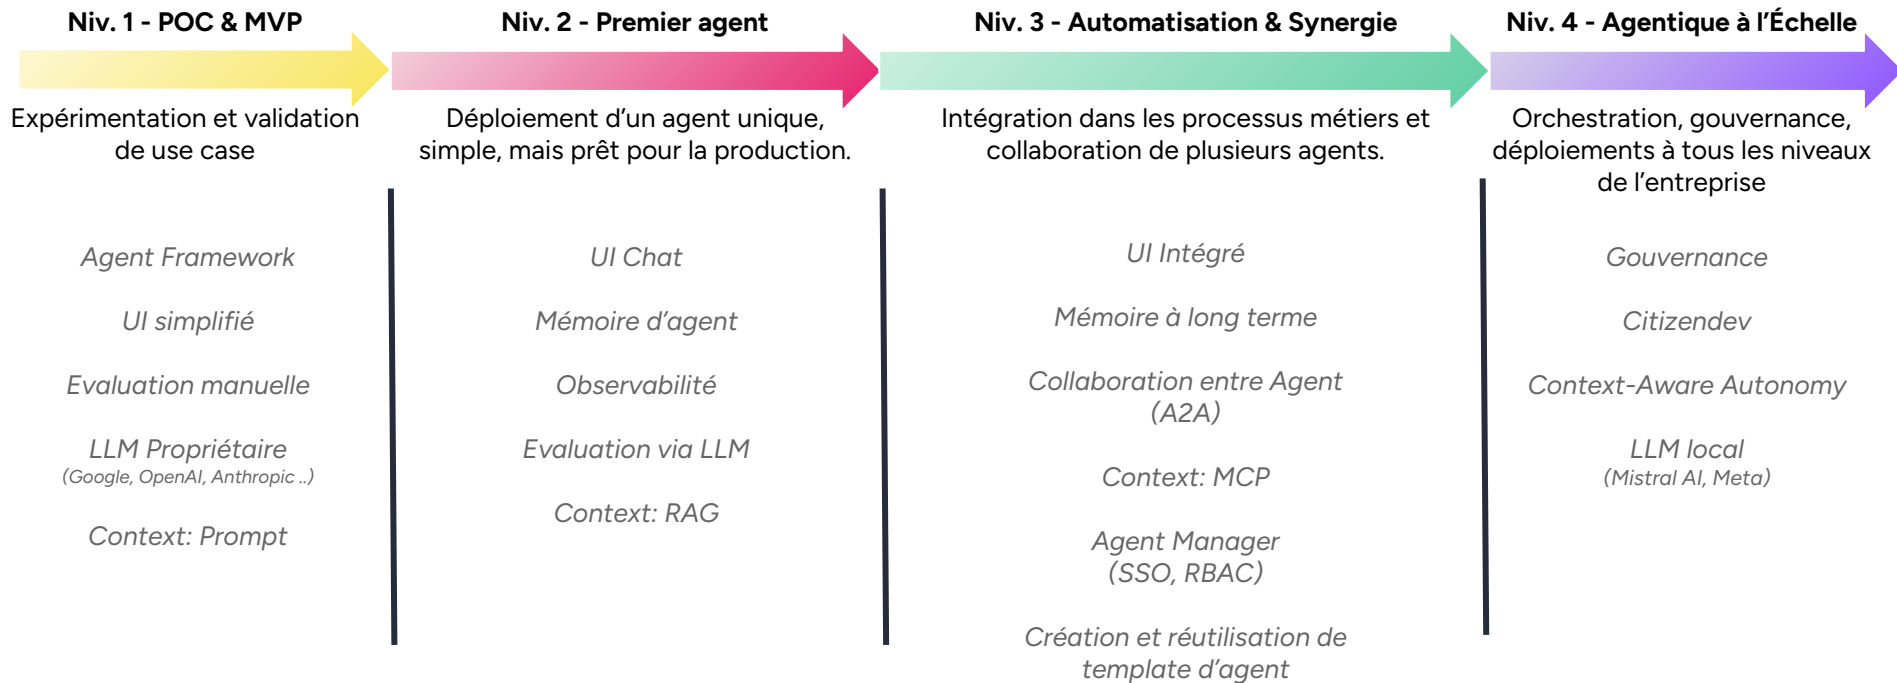 Niv. 1 - POC & MVP
Expérimentation et validation
de use case
Agent Framework
UI simplifié
Evaluation manuelle
LLM Propriétaire
(Google, OpenAI, Anthropic ..)
Context: Prompt
Niv. 2 - Premier agent
Déploiement d’un agent unique,
simple, mais prêt pour la production.
UI Chat
Mémoire d’agent
Observabilité
Evaluation via LLM
Context: RAG
Niv. 3 - Automatisation & Synergie
Intégration dans les processus métiers et
collaboration de plusieurs agents.
UI Intégré
Mémoire à long terme
Collaboration entre Agent
(A2A)
Context: MCP
Agent Manager
(SSO, RBAC)
Création et réutilisation de
template d’agent
Niv. 4 - Agentique à l’Échelle
Orchestration, gouvernance,
déploiements à tous les niveaux
de l’entreprise
Gouvernance
Citizendev
Context-Aware Autonomy
LLM local
(Mistral AI, Meta)